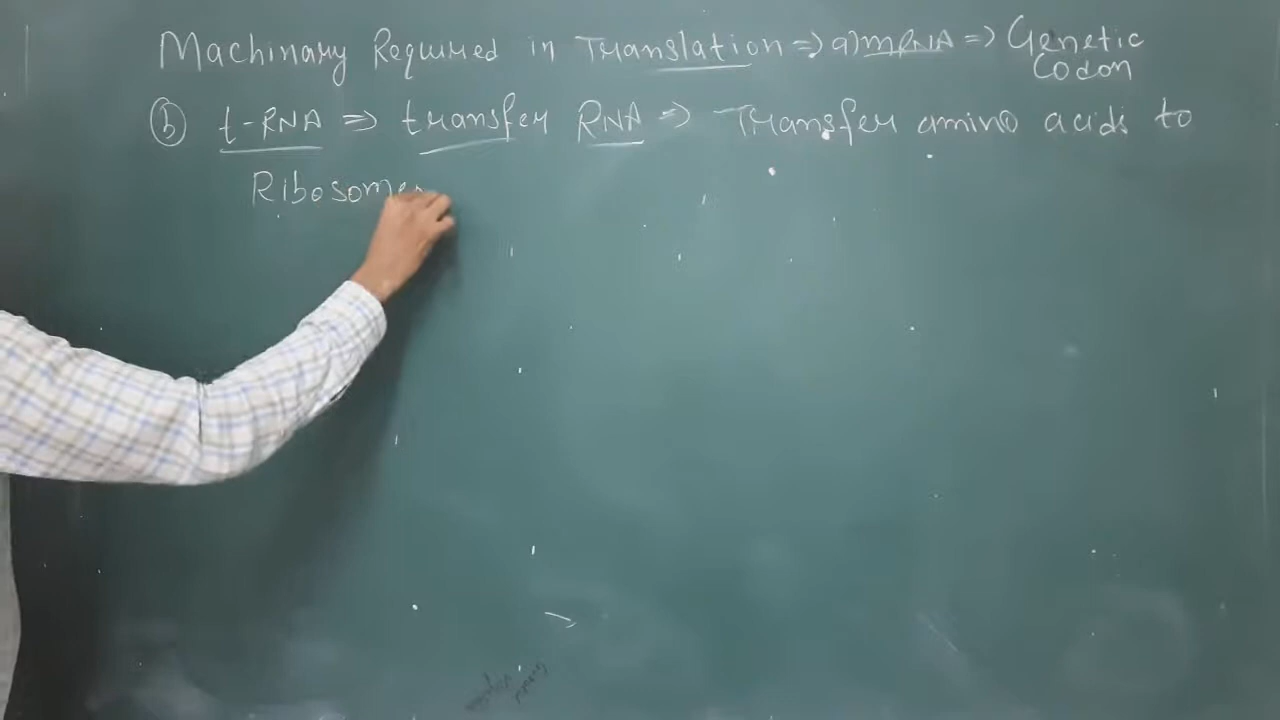 Machinary Required in Translation => a) mRNA => Genetic
Codon
(b) t-RNA => transfer RNA => Transfer amino acids to
Ribosomes